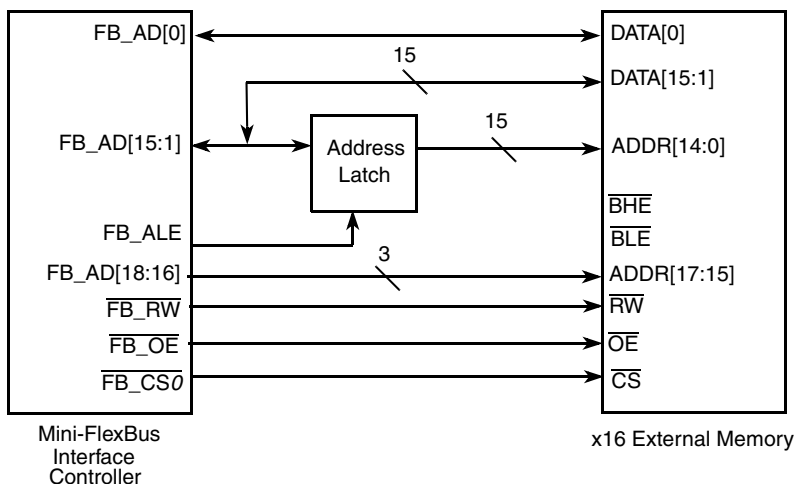 FB_AD[0]
DATA[0]
15
DATA[15:1]
FB_AD[15:1]
Address
Latch
15
ADDR[14:0]
BHE
FB_ALE
BLE
FB_AD[18:16]
3
ADDR[17:15]
FB_RW
RW
FB_OE
OE
FB_CS0
CS
Mini-FlexBus
Interface
Controller
x16 External Memory